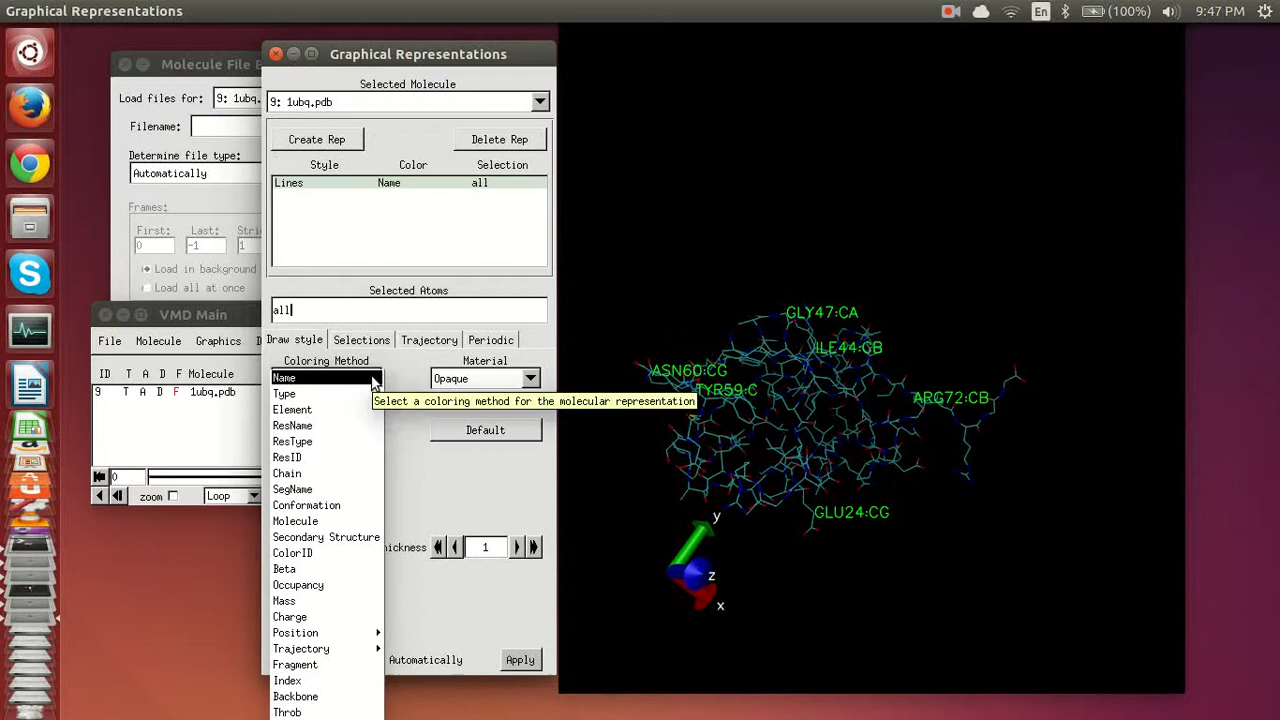 Graphical Representations
En
(100%)
9:47 PM
Molecule File B
Load files for:
9: 1ubq.p
Filename:
Determine file type:
Automatically
Frames:
First:
Last:
Stri
0
-1
1
Load in background
Load all at once
VMD Main
File
Molecule
Graphics
ID T A D F Molecule
9 T A D F 1ubq.pdb
0
zoom
Loop
Graphical Representations
Selected Molecule
9: 1ubq.pdb
Create Rep
Delete Rep
Style
Color
Selection
Lines
Name
all
Selected Atoms
all
Draw style
Selections
Trajectory
Periodic
Coloring Method
Material
Name
Opaque
Select a coloring method for the molecular representation
Type
Element
ResName
Default
ResType
ResID
Chain
SegName
Conformation
Molecule
Secondary Structure
hickness
1
ColorID
Beta
Occupancy
Mass
Charge
Position
Trajectory
Automatically
Apply
Fragment
Index
Backbone
Throb
GLY47:CA
ILE44:CB
ASN60:CG
TYR59:C
ARG72:CB
GLU24:CG
y
z
x